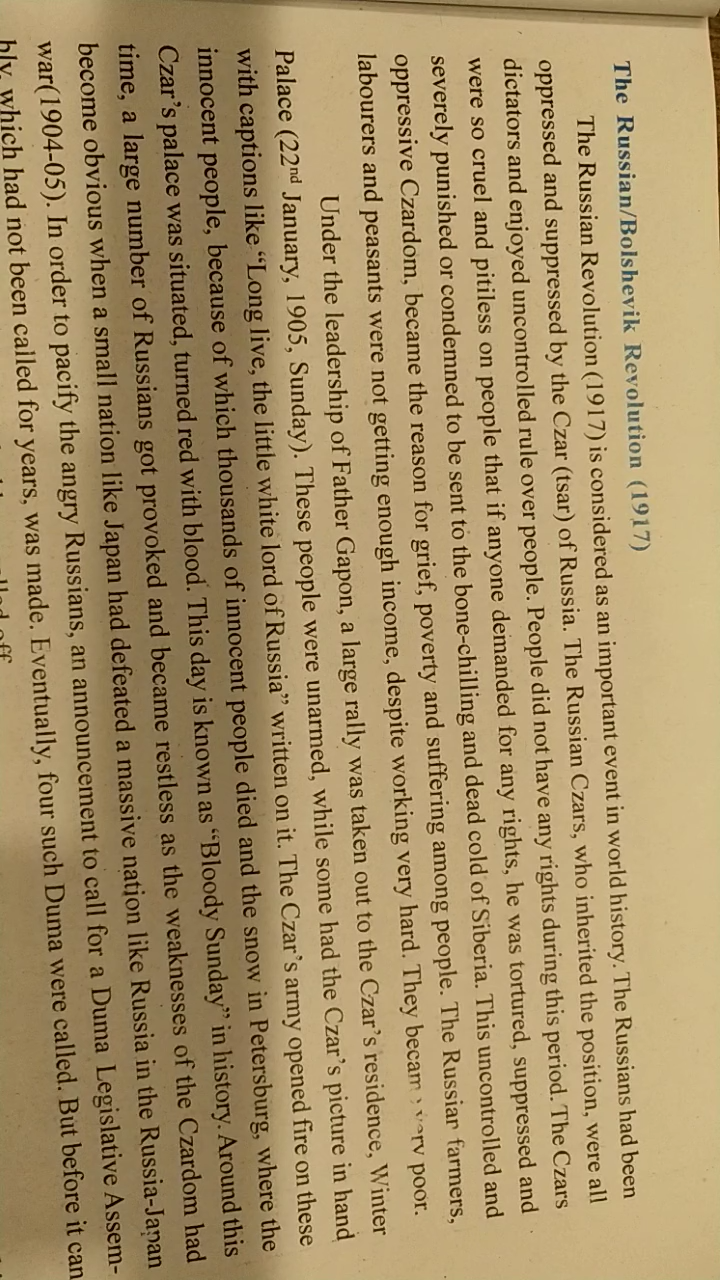 The Russian/Bolshevik Revolution (1917)
The Russian Revolution (1917) is considered as an important event in world history. The Russians had been
oppressed and suppressed by the Czar (tsar) of Russia. The Russian Czars, who inherited the position, were all
dictators and enjoyed uncontrolled rule over people. People did not have any rights during this period. The Czars
were so cruel and pitiless on people that if anyone demanded for any rights, he was tortured, suppressed and
severely punished or condemned to be sent to the bone-chilling and dead cold of Siberia. This uncontrolled and
oppressive Czardom, became the reason for grief, poverty and suffering among people. The Russian farmers,
labourers and peasants were not getting enough income, despite working very hard. They became very poor.
Under the leadership of Father Gapon, a large rally was taken out to the Czar's residence, Winter
Palace (22nd January, 1905, Sunday). These people were unarmed, while some had the Czar's picture in hand
with captions like "Long live, the little white lord of Russia" written on it. The Czar's army opened fire on these
innocent people, because of which thousands of innocent people died and the snow in Petersburg, where the
Czar's palace was situated, turned red with blood. This day is known as "Bloody Sunday" in history. Around this
time, a large number of Russians got provoked and became restless as the weaknesses of the Czardom had
become obvious when a small nation like Japan had defeated a massive nation like Russia in the Russia-Japan
war(1904-05). In order to pacify the angry Russians, an announcement to call for a Duma Legislative Assem-
bly, which had not been called for years, was made. Eventually, four such Duma were called. But before it can
off